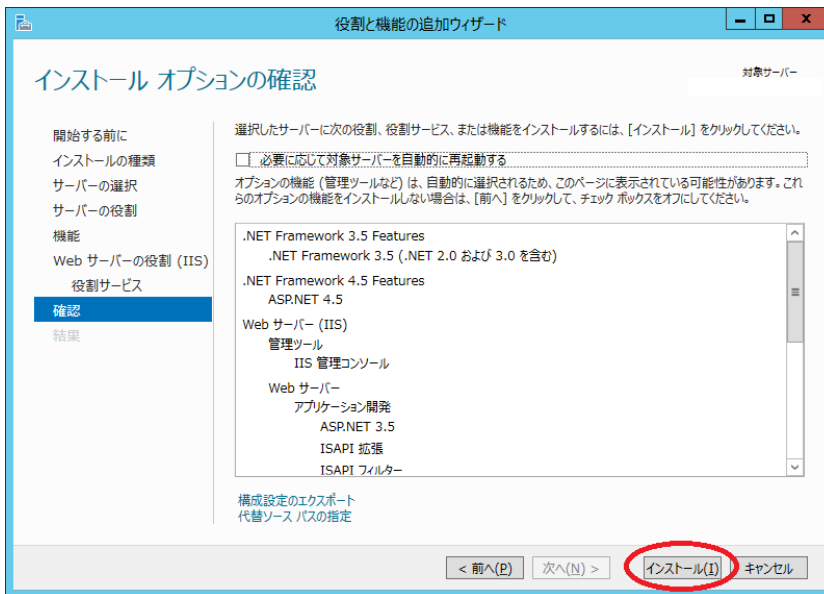 役割と機能の追加ウィザード
インストール オプションの確認
対象サーバー
開始する前に
インストールの種類
サーバーの選択
サーバーの役割
機能
Web サーバーの役割 (IIS)
役割サービス
確認
結果
選択したサーバーに次の役割、役割サービス、または機能をインストールするには、[インストール] をクリックしてください。
必要に応じて対象サーバーを自動的に再起動する
オプションの機能 (管理ツールなど) は、自動的に選択されるため、このページに表示されている可能性があります。これ
らのオプションの機能をインストールしない場合は、[前へ] をクリックして、チェック ボックスをオフにしてください。
.NET Framework 3.5 Features
.NET Framework 3.5 (.NET 2.0 および 3.0 を含む)
.NET Framework 4.5 Features
ASP.NET 4.5
Web サーバー (IIS)
管理ツール
IIS 管理コンソール
Web サーバー
アプリケーション開発
ASP.NET 3.5
ISAPI 拡張
ISAPI フィルター
構成設定のエクスポート
代替ソース パスの指定
< 前へ(P)
次へ(N) >
インストール(I)
キャンセル